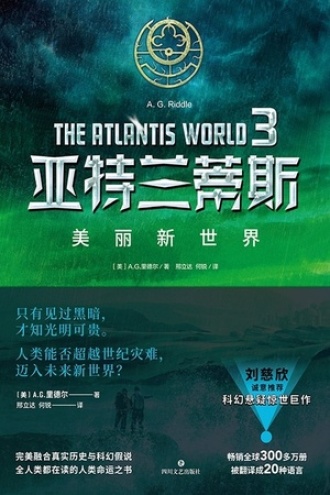 A. G. Riddle
THE ATLANTIS WORLD 3
亚特兰蒂斯
美丽新世界
[美] A.G.里德尔 / 著　邢立达 何锐 / 译
只有见过黑暗,
才知光明可贵。
人类能否超越世纪灾难,
迈入未来新世界?
[美] A.G.里德尔——著
邢立达 何锐——译
刘慈欣
诚意推荐
科幻悬疑惊世巨作
完美融合真实历史与科幻假说
全人类都在读的人类命运之书
四川文艺出版社
畅销全球300多万册
被翻译成20种语言